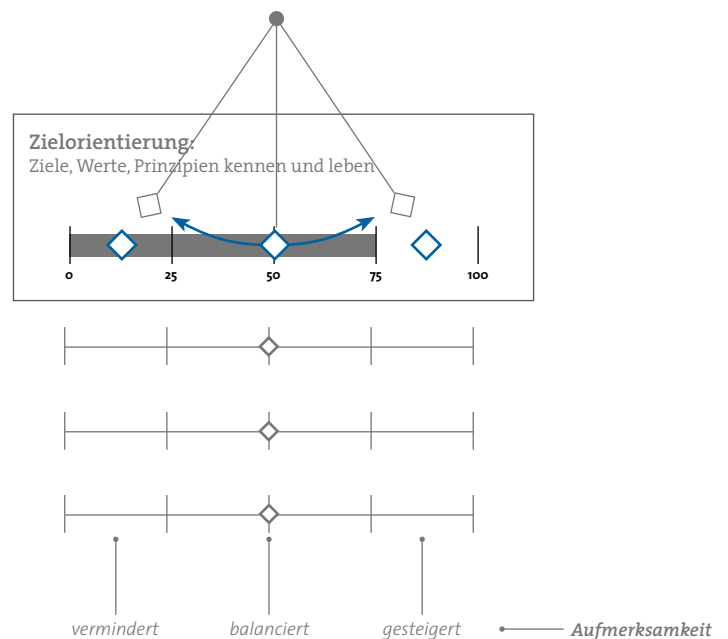 Zielorientierung:
Ziele, Werte, Prinzipien kennen und leben
0 25 50 75 100
vermindert balanciert gesteigert Aufmerksamkeit